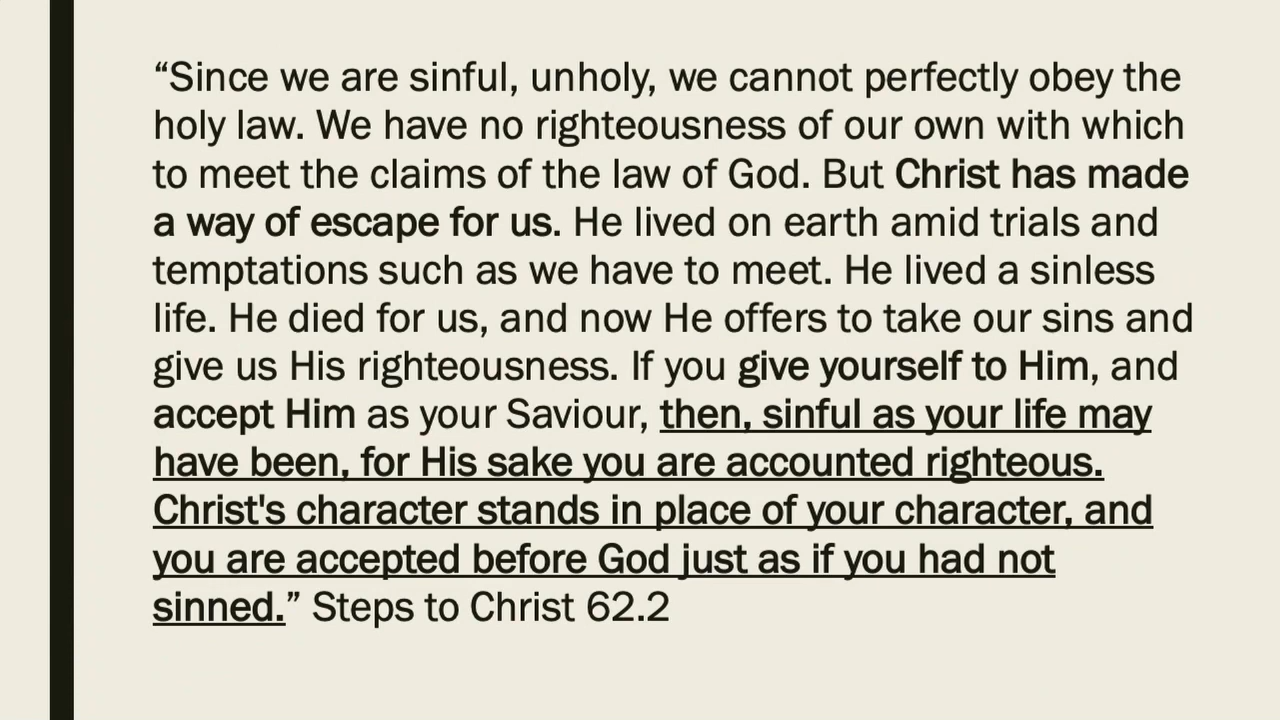 “Since we are sinful, unholy, we cannot perfectly obey the
holy law. We have no righteousness of our own with which
to meet the claims of the law of God. But Christ has made
a way of escape for us. He lived on earth amid trials and
temptations such as we have to meet. He lived a sinless
life. He died for us, and now He offers to take our sins and
give us His righteousness. If you give yourself to Him, and
accept Him as your Saviour, then, sinful as your life may
have been, for His sake you are accounted righteous.
Christ's character stands in place of your character, and
you are accepted before God just as if you had not
sinned.” Steps to Christ 62.2